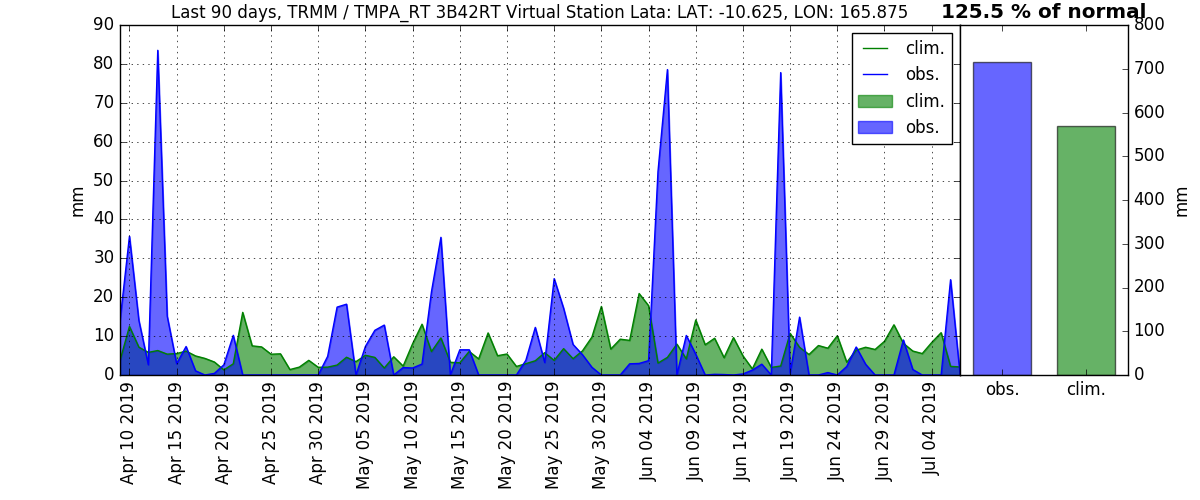 Last 90 days, TRMM / TMPA_RT 3B42RT Virtual Station Lata: LAT: -10.625, LON: 165.875
125.5 % of normal
90
80
70
60
50
40
30
20
10
0
mm
clim.
obs.
clim.
obs.
Apr 10 2019
Apr 15 2019
Apr 20 2019
Apr 25 2019
Apr 30 2019
May 05 2019
May 10 2019
May 15 2019
May 20 2019
May 25 2019
May 30 2019
Jun 04 2019
Jun 09 2019
Jun 14 2019
Jun 19 2019
Jun 24 2019
Jun 29 2019
Jul 04 2019
800
700
600
500
400
300
200
100
0
mm
obs.
clim.